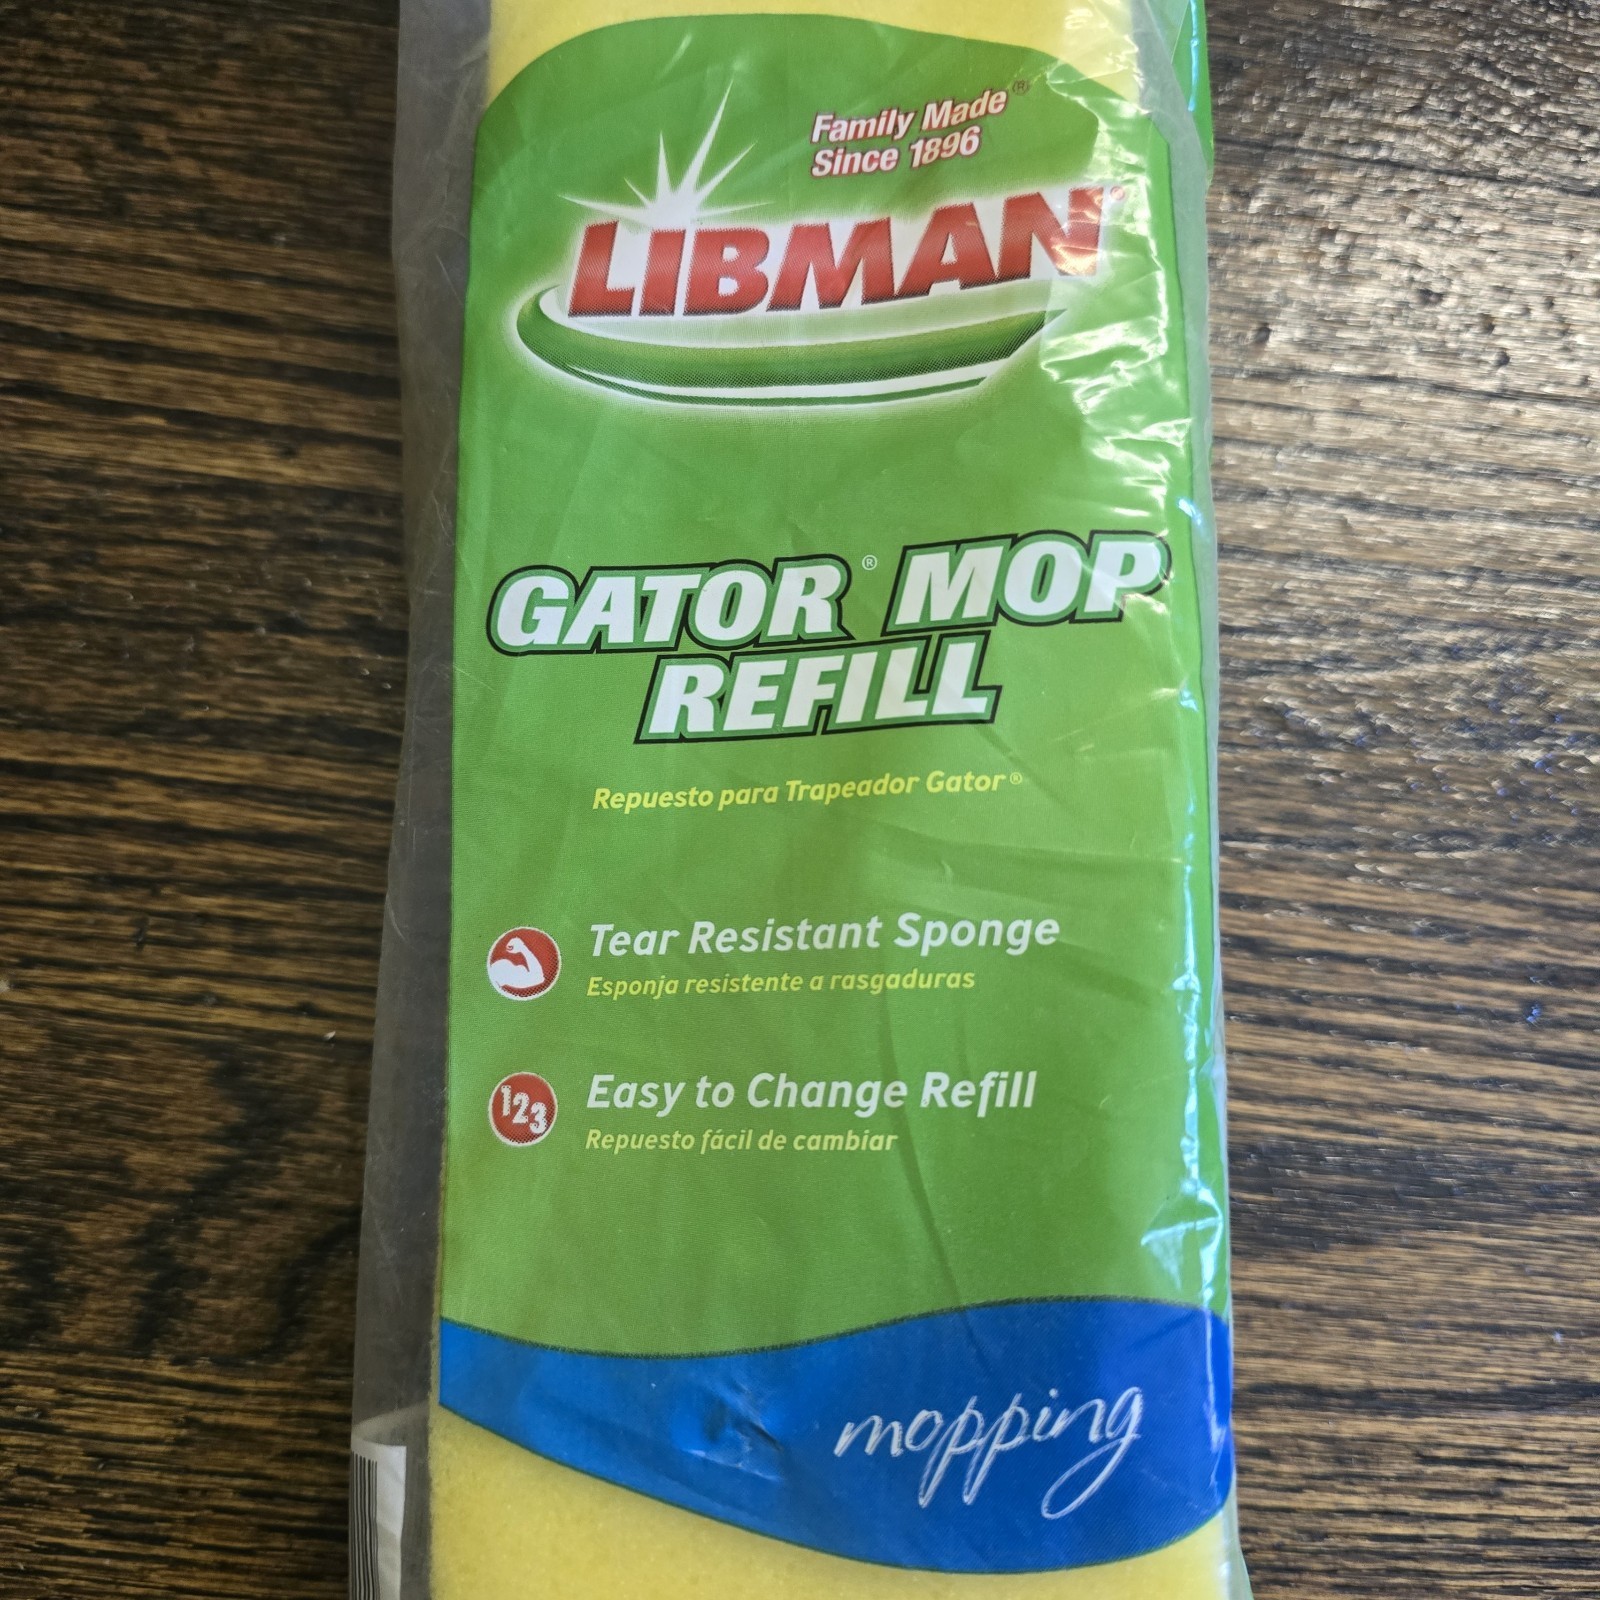 Family Made®
Since 1896
LIBMAN®
GATOR® MOP
REFILL
Repuesto para Trapeador Gator®
Tear Resistant Sponge
Esponja resistente a rasgaduras
123
Easy to Change Refill
Repuesto fácil de cambiar
mopping